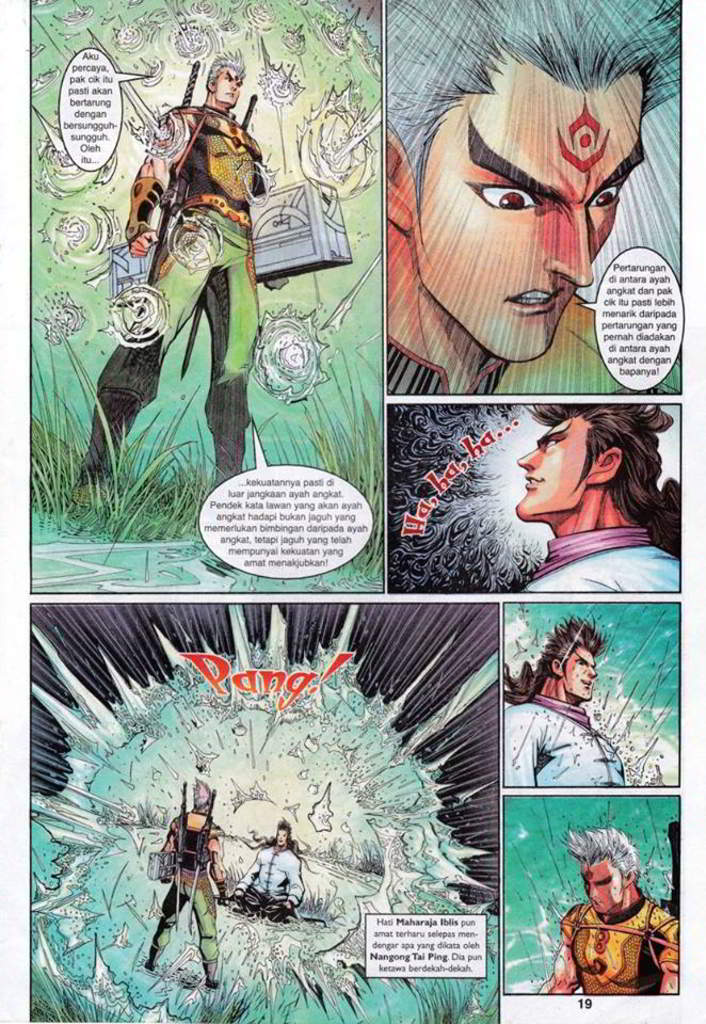 Aku
percaya,
pak cik itu
pasti akan
bertarung
dengan
bersungguh-
sungguh.
Oleh
itu...
...kekuatannya pasti di
luar jangkaan ayah angkat.
Pendek kata lawan yang akan ayah
angkat hadapi bukan jaguh yang
memerlukan bimbingan daripada ayah
angkat, tetapi jaguh yang telah
mempunyai kekuatan yang
amat menakjubkan!
Pertarungan
di antara ayah
angkat dan pak
cik itu pasti lebih
menarik daripada
pertarungan yang
pernah diadakan
di antara ayah
angkat dengan
bapanya!
Ha, ha, ha...
Pang!
Hati Maharaja Iblis pun
amat terharu selepas men-
dengar apa yang dikata oleh
Nangong Tai Ping. Dia pun
ketawa berdekah-dekah.
19